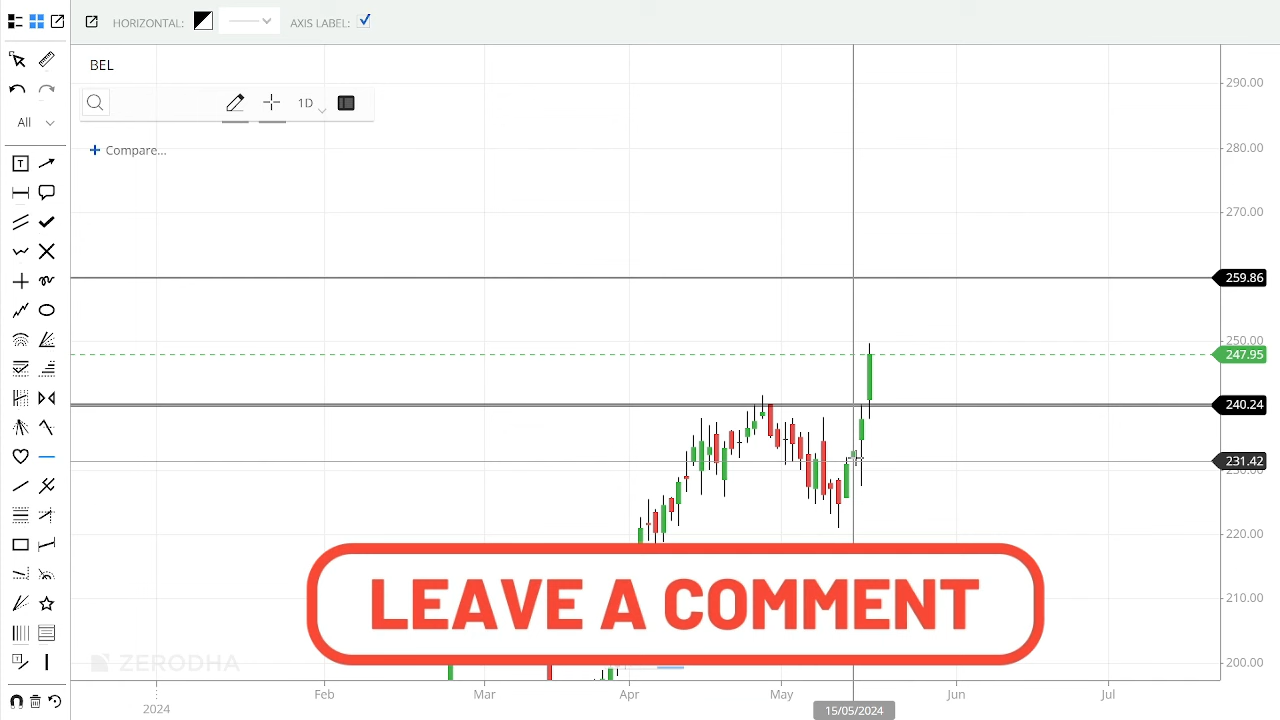 HORIZONTAL:
AXIS LABEL:
BEL
1D
Compare...
All
T
290.00
280.00
270.00
259.86
250.00
247.95
240.24
231.42
220.00
210.00
200.00
LEAVE A COMMENT
ZERODHA
Feb
Mar
Apr
May
Jun
Jul
2024
15/05/2024